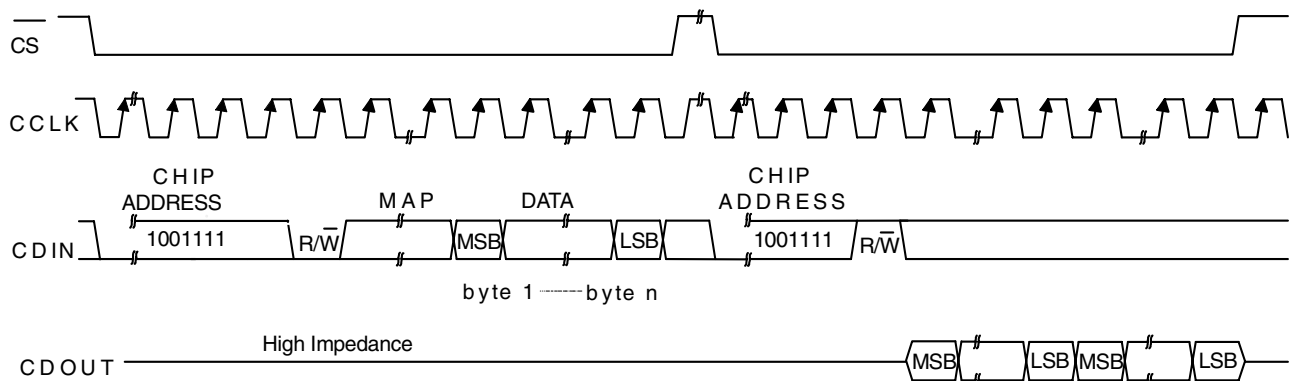 CS
CCLK
CHIP
ADDRESS
MAP
DATA
CHIP
ADDRESS
CDIN
1001111
R/W
MSB
LSB
1001111
R/W
byte 1 byte n
High Impedance
CDOUT
MSB
LSB
MSB
LSB